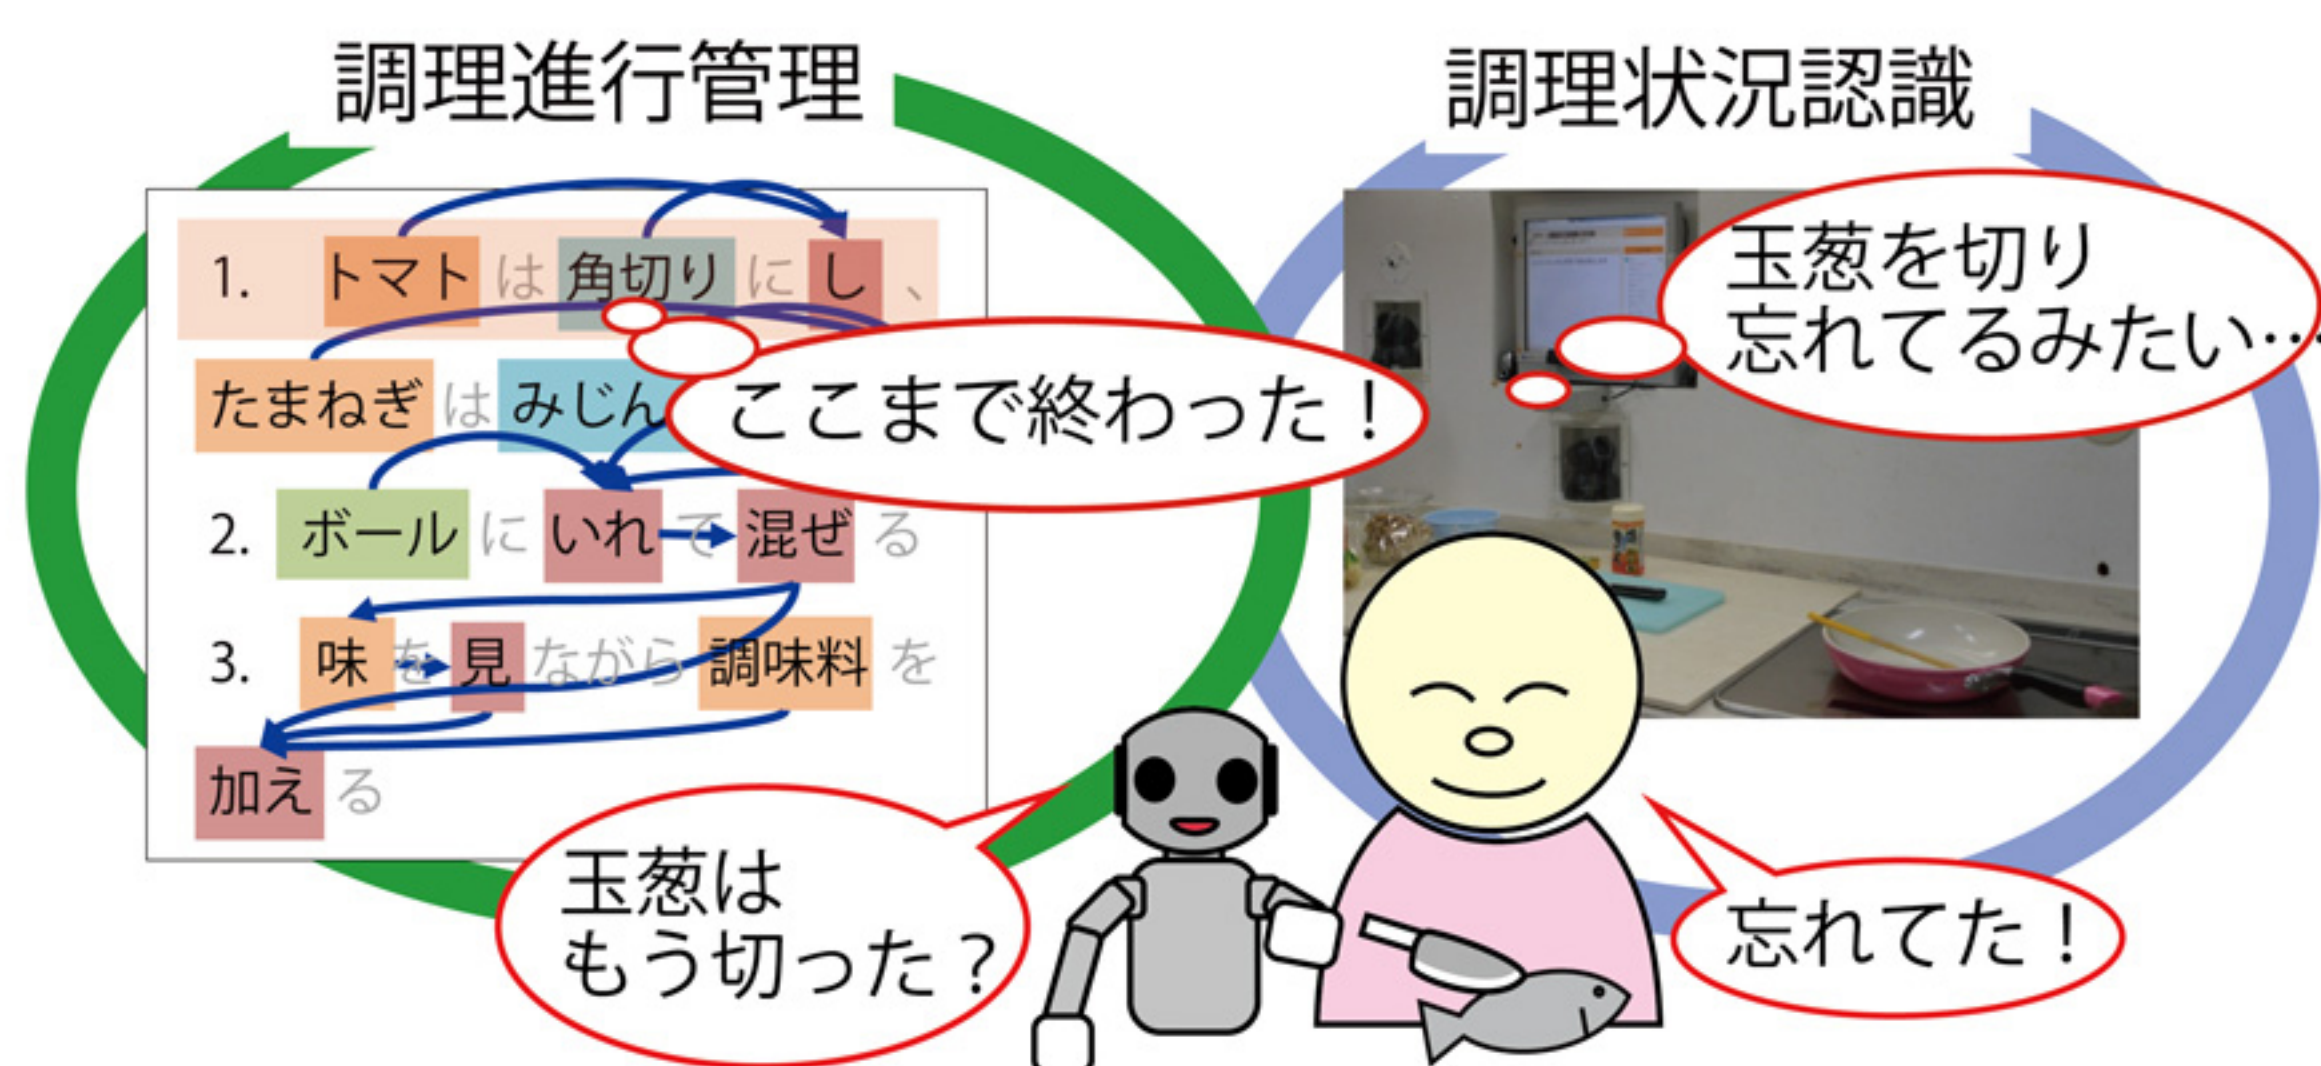 調理進行管理
1. トマトは角切りにし、
たまねぎはみじん
2. ボールにいれて混ぜる
3. 味を見ながら調味料を
加える
ここまで終わった！
玉葱は
もう切った？
調理状況認識
玉葱を切り
忘れてるみたい…
忘れてた！